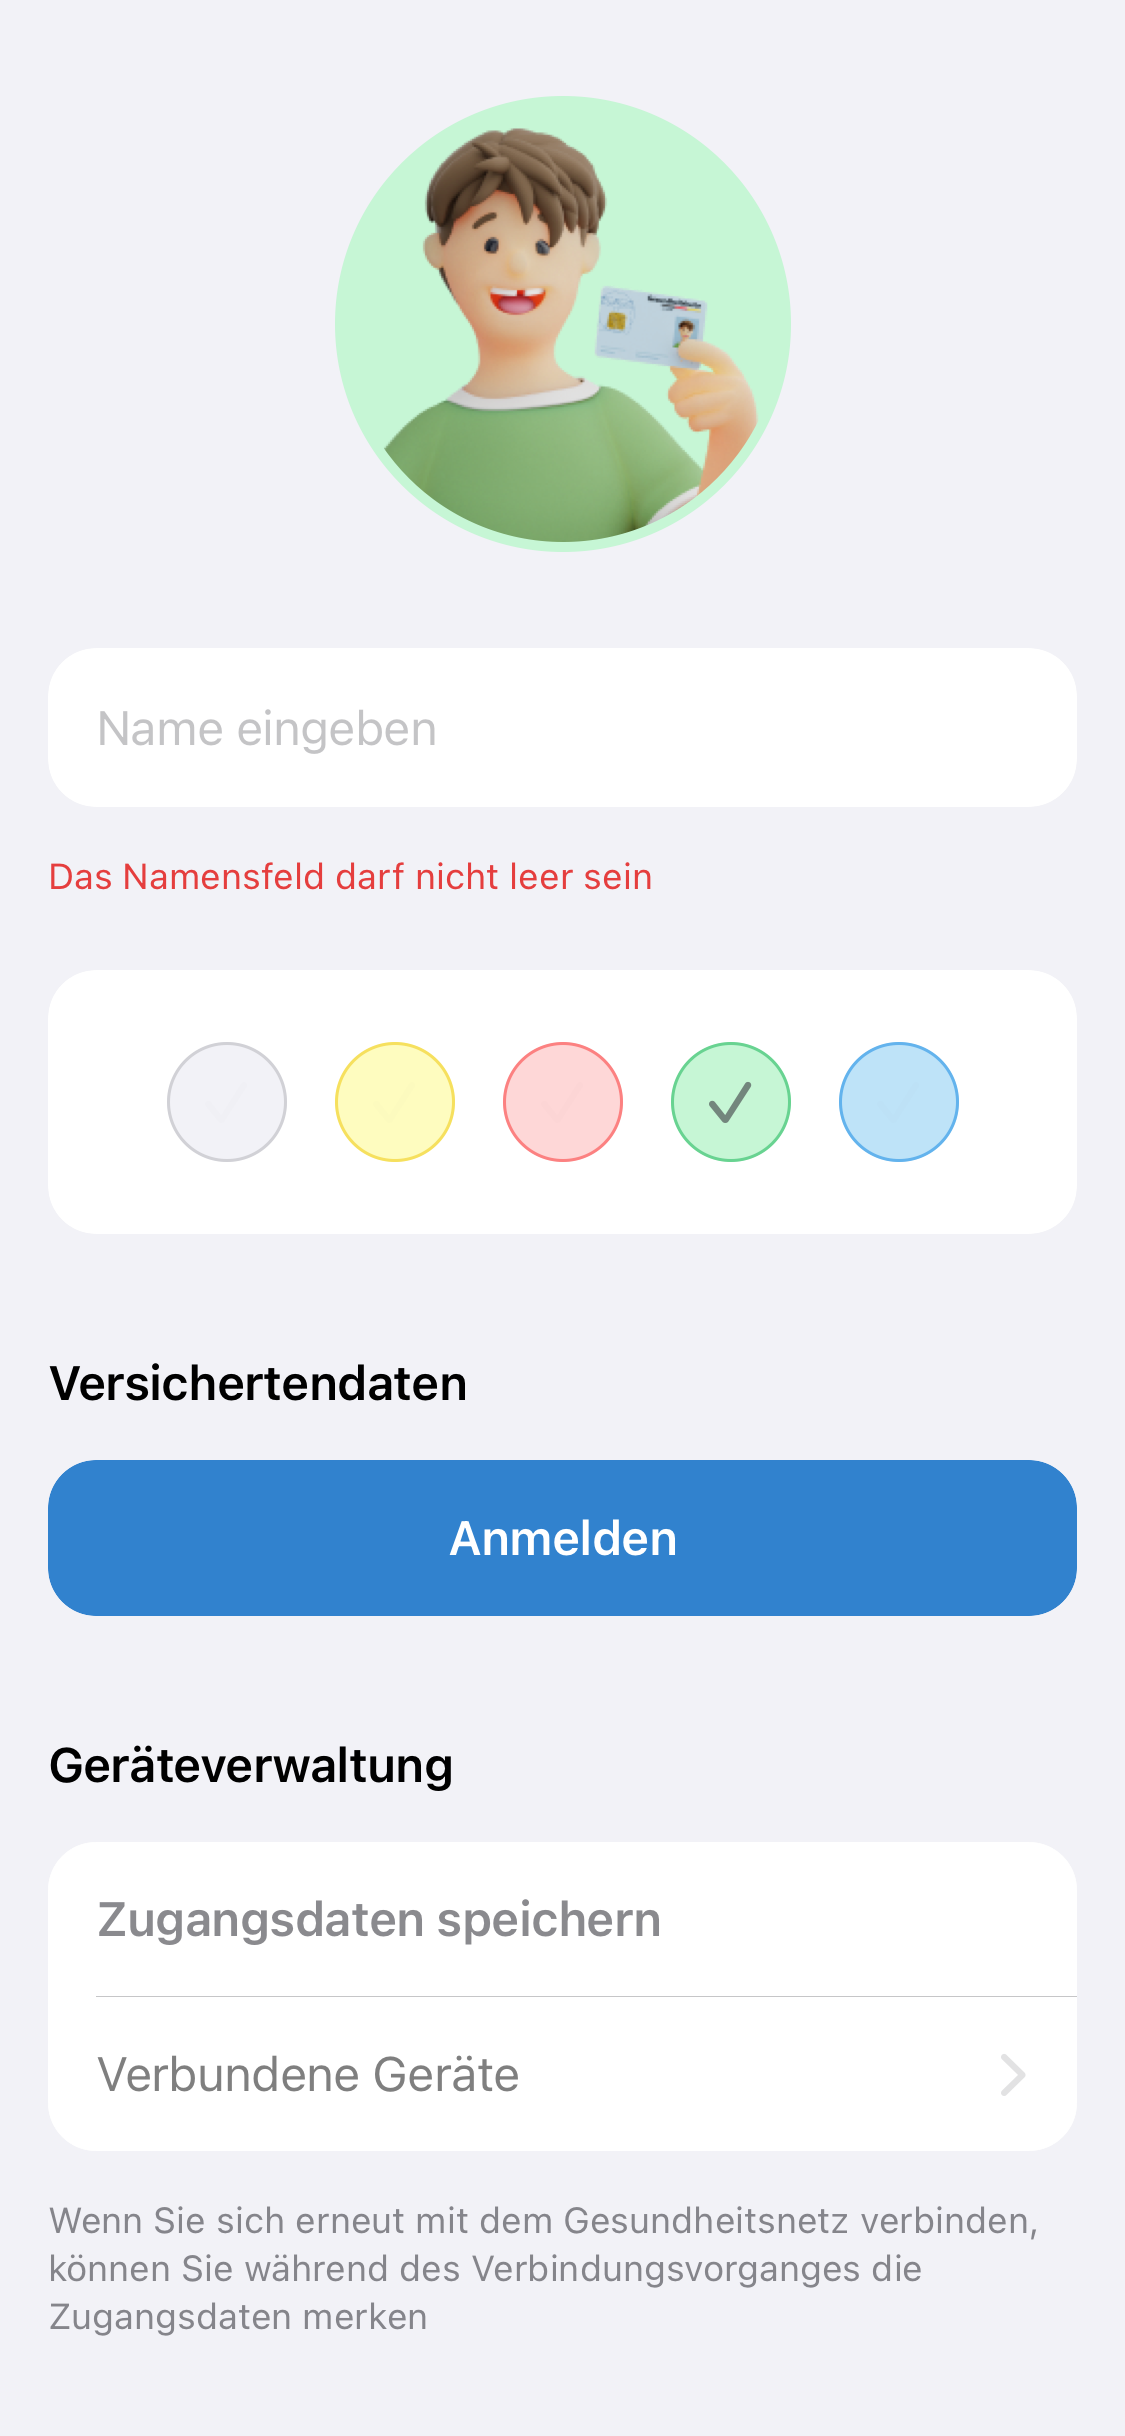 Name eingeben
Das Namensfeld darf nicht leer sein
Versichertendaten
Anmelden
Geräteverwaltung
Zugangsdaten speichern
Verbundene Geräte
Wenn Sie sich erneut mit dem Gesundheitsnetz verbinden,
können Sie während des Verbindungsvorganges die
Zugangsdaten merken